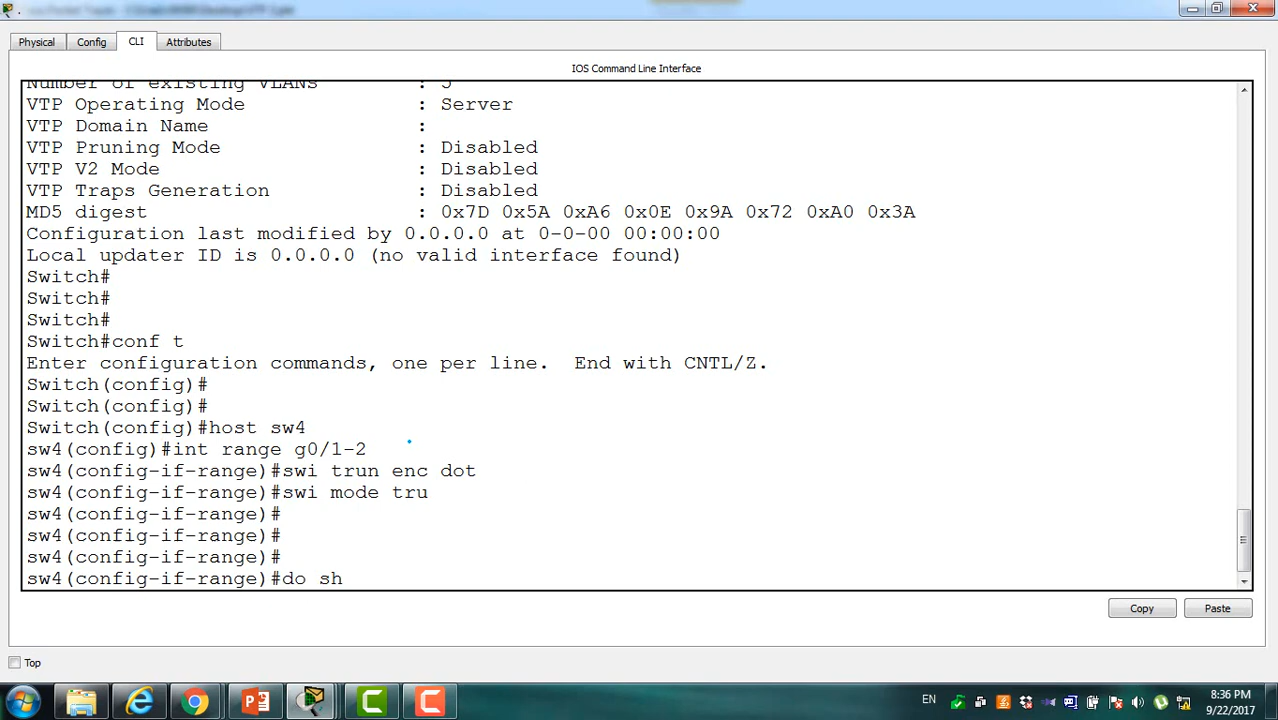 Physical
Config
CLI
Attributes
IOS Command Line Interface
Number of existing VLANs : 5
VTP Operating Mode : Server
VTP Domain Name :
VTP Pruning Mode : Disabled
VTP V2 Mode : Disabled
VTP Traps Generation : Disabled
MD5 digest : 0x7D 0x5A 0xA6 0x0E 0x9A 0x72 0xA0 0x3A
Configuration last modified by 0.0.0.0 at 0-0-00 00:00:00
Local updater ID is 0.0.0.0 (no valid interface found)
Switch#
Switch#
Switch#
Switch#conf t
Enter configuration commands, one per line. End with CNTL/Z.
Switch(config)#
Switch(config)#
Switch(config)#host sw4
sw4(config)#int range g0/1-2
sw4(config-if-range)#swi trun enc dot
sw4(config-if-range)#swi mode tru
sw4(config-if-range)#
sw4(config-if-range)#
sw4(config-if-range)#
sw4(config-if-range)#do sh
Copy
Paste
Top
EN
8:36 PM
9/22/2017